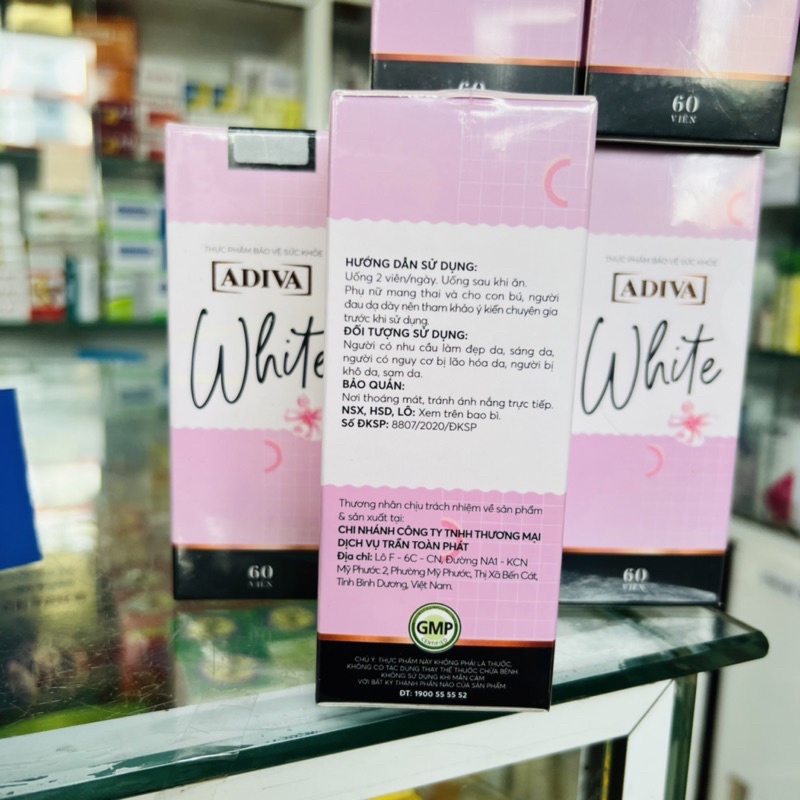 60
VIÊN
THỰC PHẨM BẢO VỆ SỨC KHỎE
ADIVA
White
60
VIÊN
HƯỚNG DẪN SỬ DỤNG:
Uống 2 viên/ngày. Uống sau khi ăn.
Phụ nữ mang thai và cho con bú, người
đau dạ dày nên tham khảo ý kiến chuyên gia
trước khi sử dụng.
ĐỐI TƯỢNG SỬ DỤNG:
Người có nhu cầu làm đẹp da, sáng da,
người có nguy cơ bị lão hóa da, người bị
khô da, sạm da.
BẢO QUẢN:
Nơi thoáng mát, tránh ánh nắng trực tiếp.
NSX, HSD, LÔ: Xem trên bao bì.
Số ĐKSP: 8807/2020/ĐKSP
Thương nhân chịu trách nhiệm về sản phẩm
& sản xuất tại:
CHI NHÁNH CÔNG TY TNHH THƯƠNG MẠI
DỊCH VỤ TRẦN TOÀN PHÁT
Địa chỉ: Lô F - 6C - CN, Đường NA1 - KCN
Mỹ Phước 2, Phường Mỹ Phước, Thị Xã Bến Cát,
Tỉnh Bình Dương, Việt Nam.
GMP
CERTIFIED
CHÚ Ý: THỰC PHẨM NÀY KHÔNG PHẢI LÀ THUỐC,
KHÔNG CÓ TÁC DỤNG THAY THẾ THUỐC CHỮA BỆNH.
KHÔNG SỬ DỤNG KHI MẪN CẢM
VỚI BẤT KỲ THÀNH PHẦN NÀO CỦA SẢN PHẨM
ĐT: 1900 55 55 52
THỰC PHẨM BẢO VỆ SỨC KHỎE
ADIVA
White
60
VIÊN